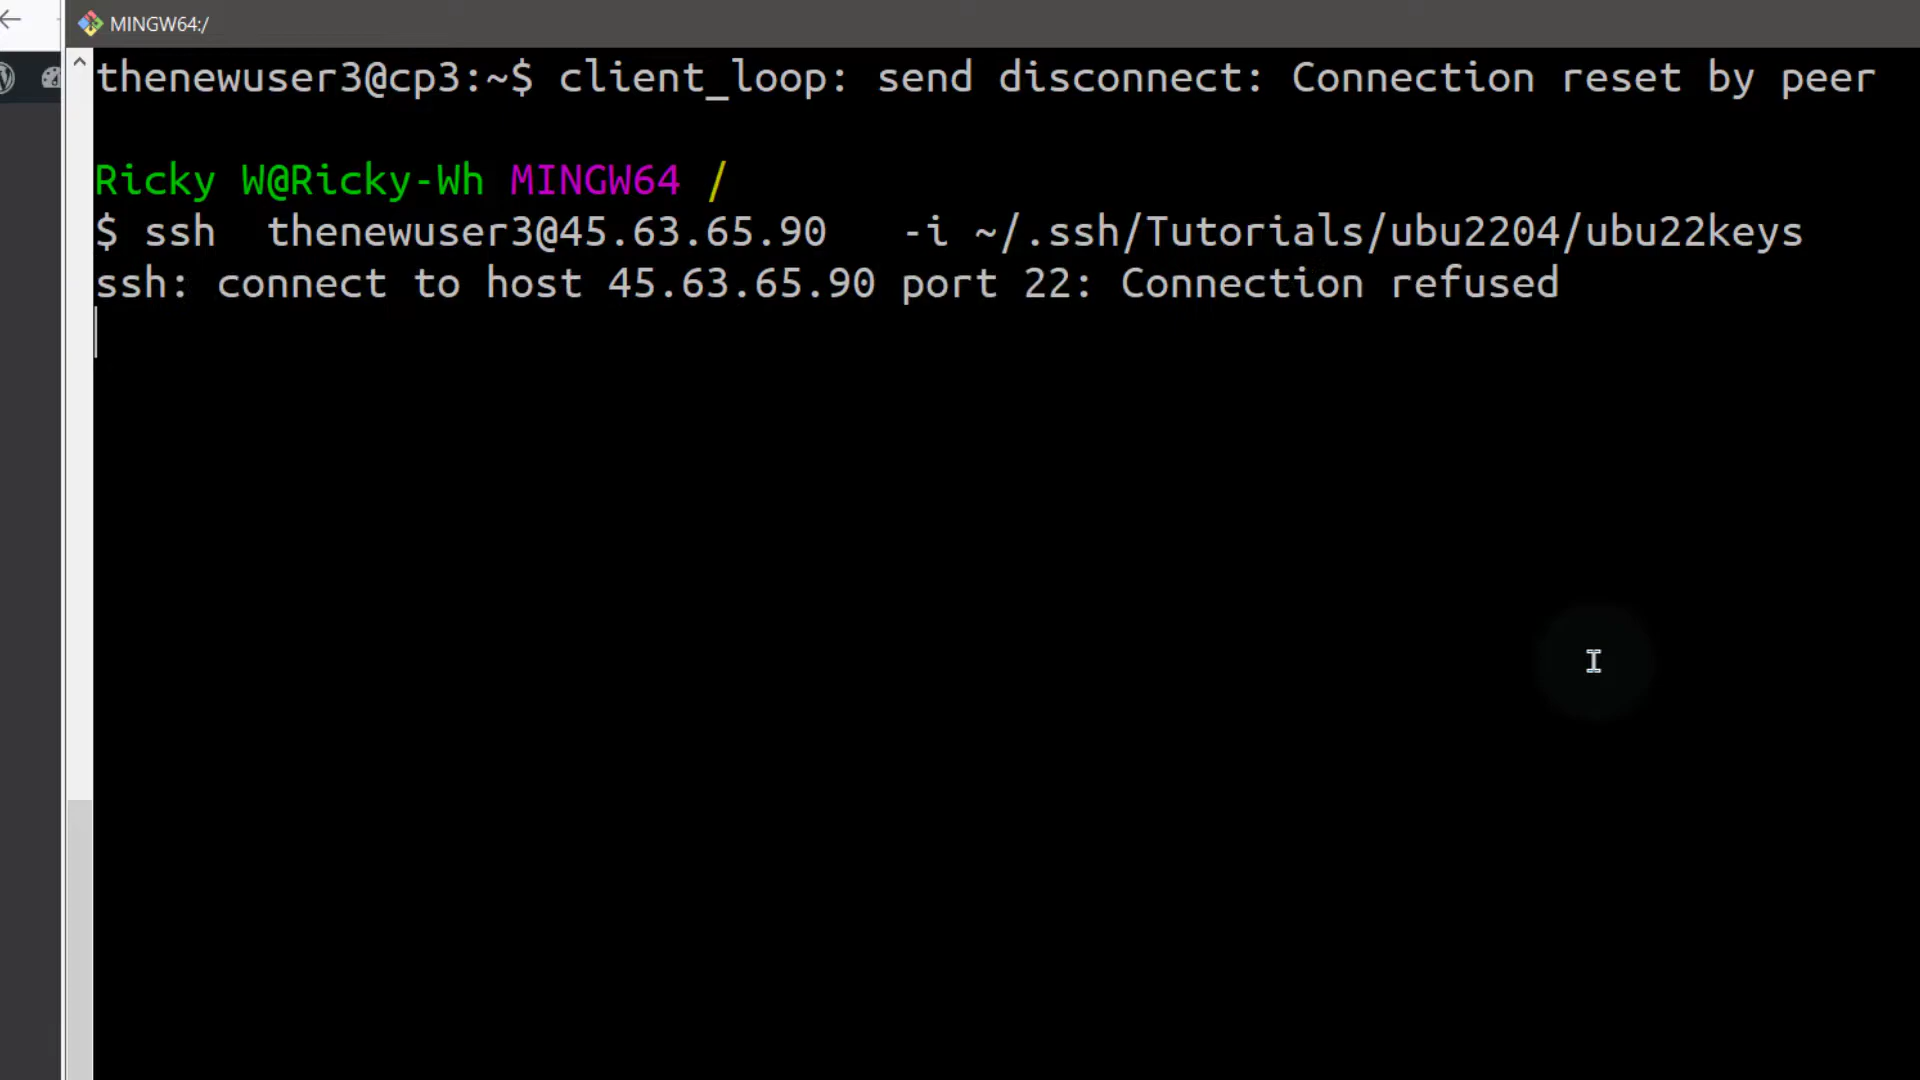 MINGW64:/
thenewuser3@cp3:~$ client_loop: send disconnect: Connection reset by peer
Ricky W@Ricky-Wh MINGW64 /
$ ssh  thenewuser3@45.63.65.90   -i ~/.ssh/Tutorials/ubu2204/ubu22keys
ssh: connect to host 45.63.65.90 port 22: Connection refused